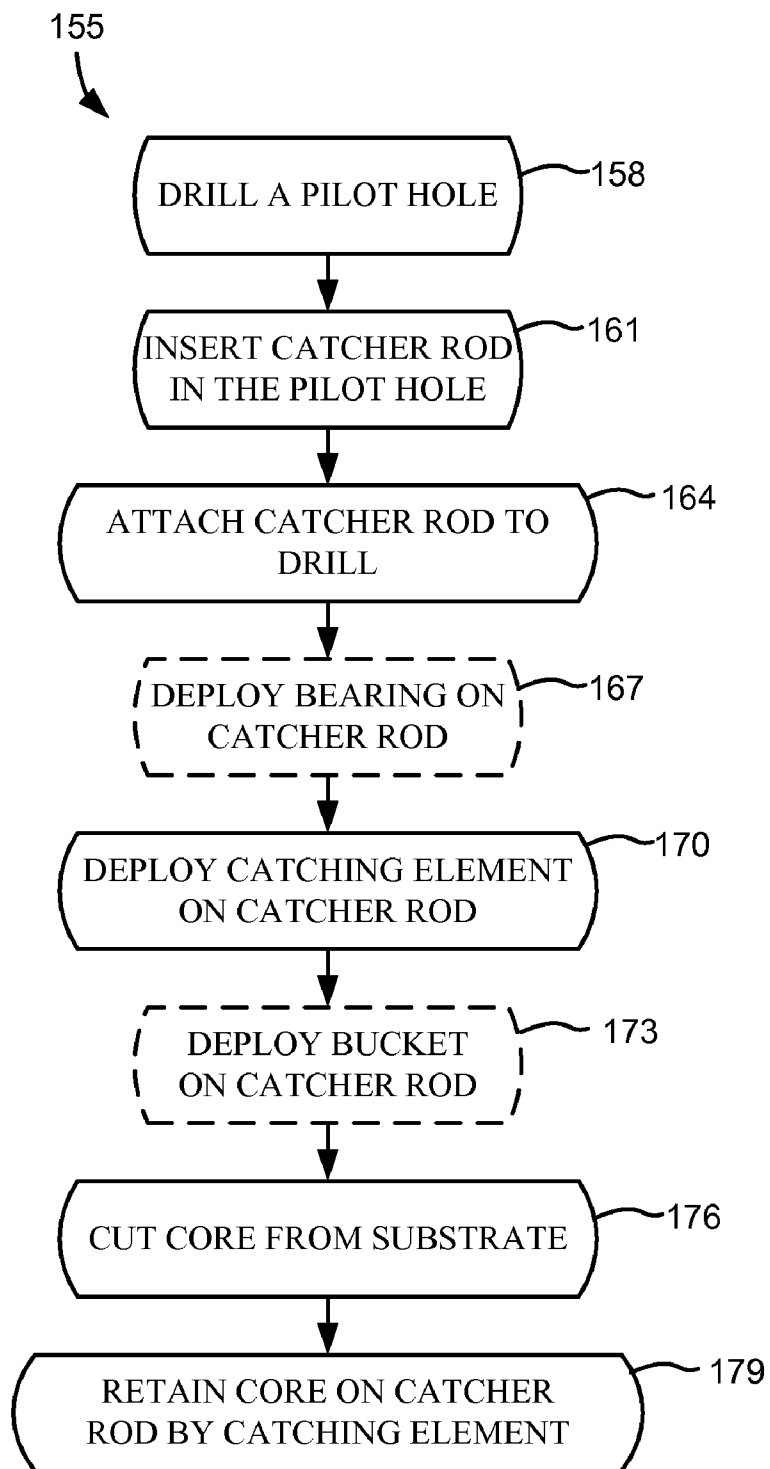 155
DRILL A PILOT HOLE
158
INSERT CATCHER ROD
IN THE PILOT HOLE
161
ATTACH CATCHER ROD TO
DRILL
164
DEPLOY BEARING ON
CATCHER ROD
167
DEPLOY CATCHING ELEMENT
ON CATCHER ROD
170
DEPLOY BUCKET
ON CATCHER ROD
173
CUT CORE FROM SUBSTRATE
176
RETAIN CORE ON CATCHER
ROD BY CATCHING ELEMENT
179